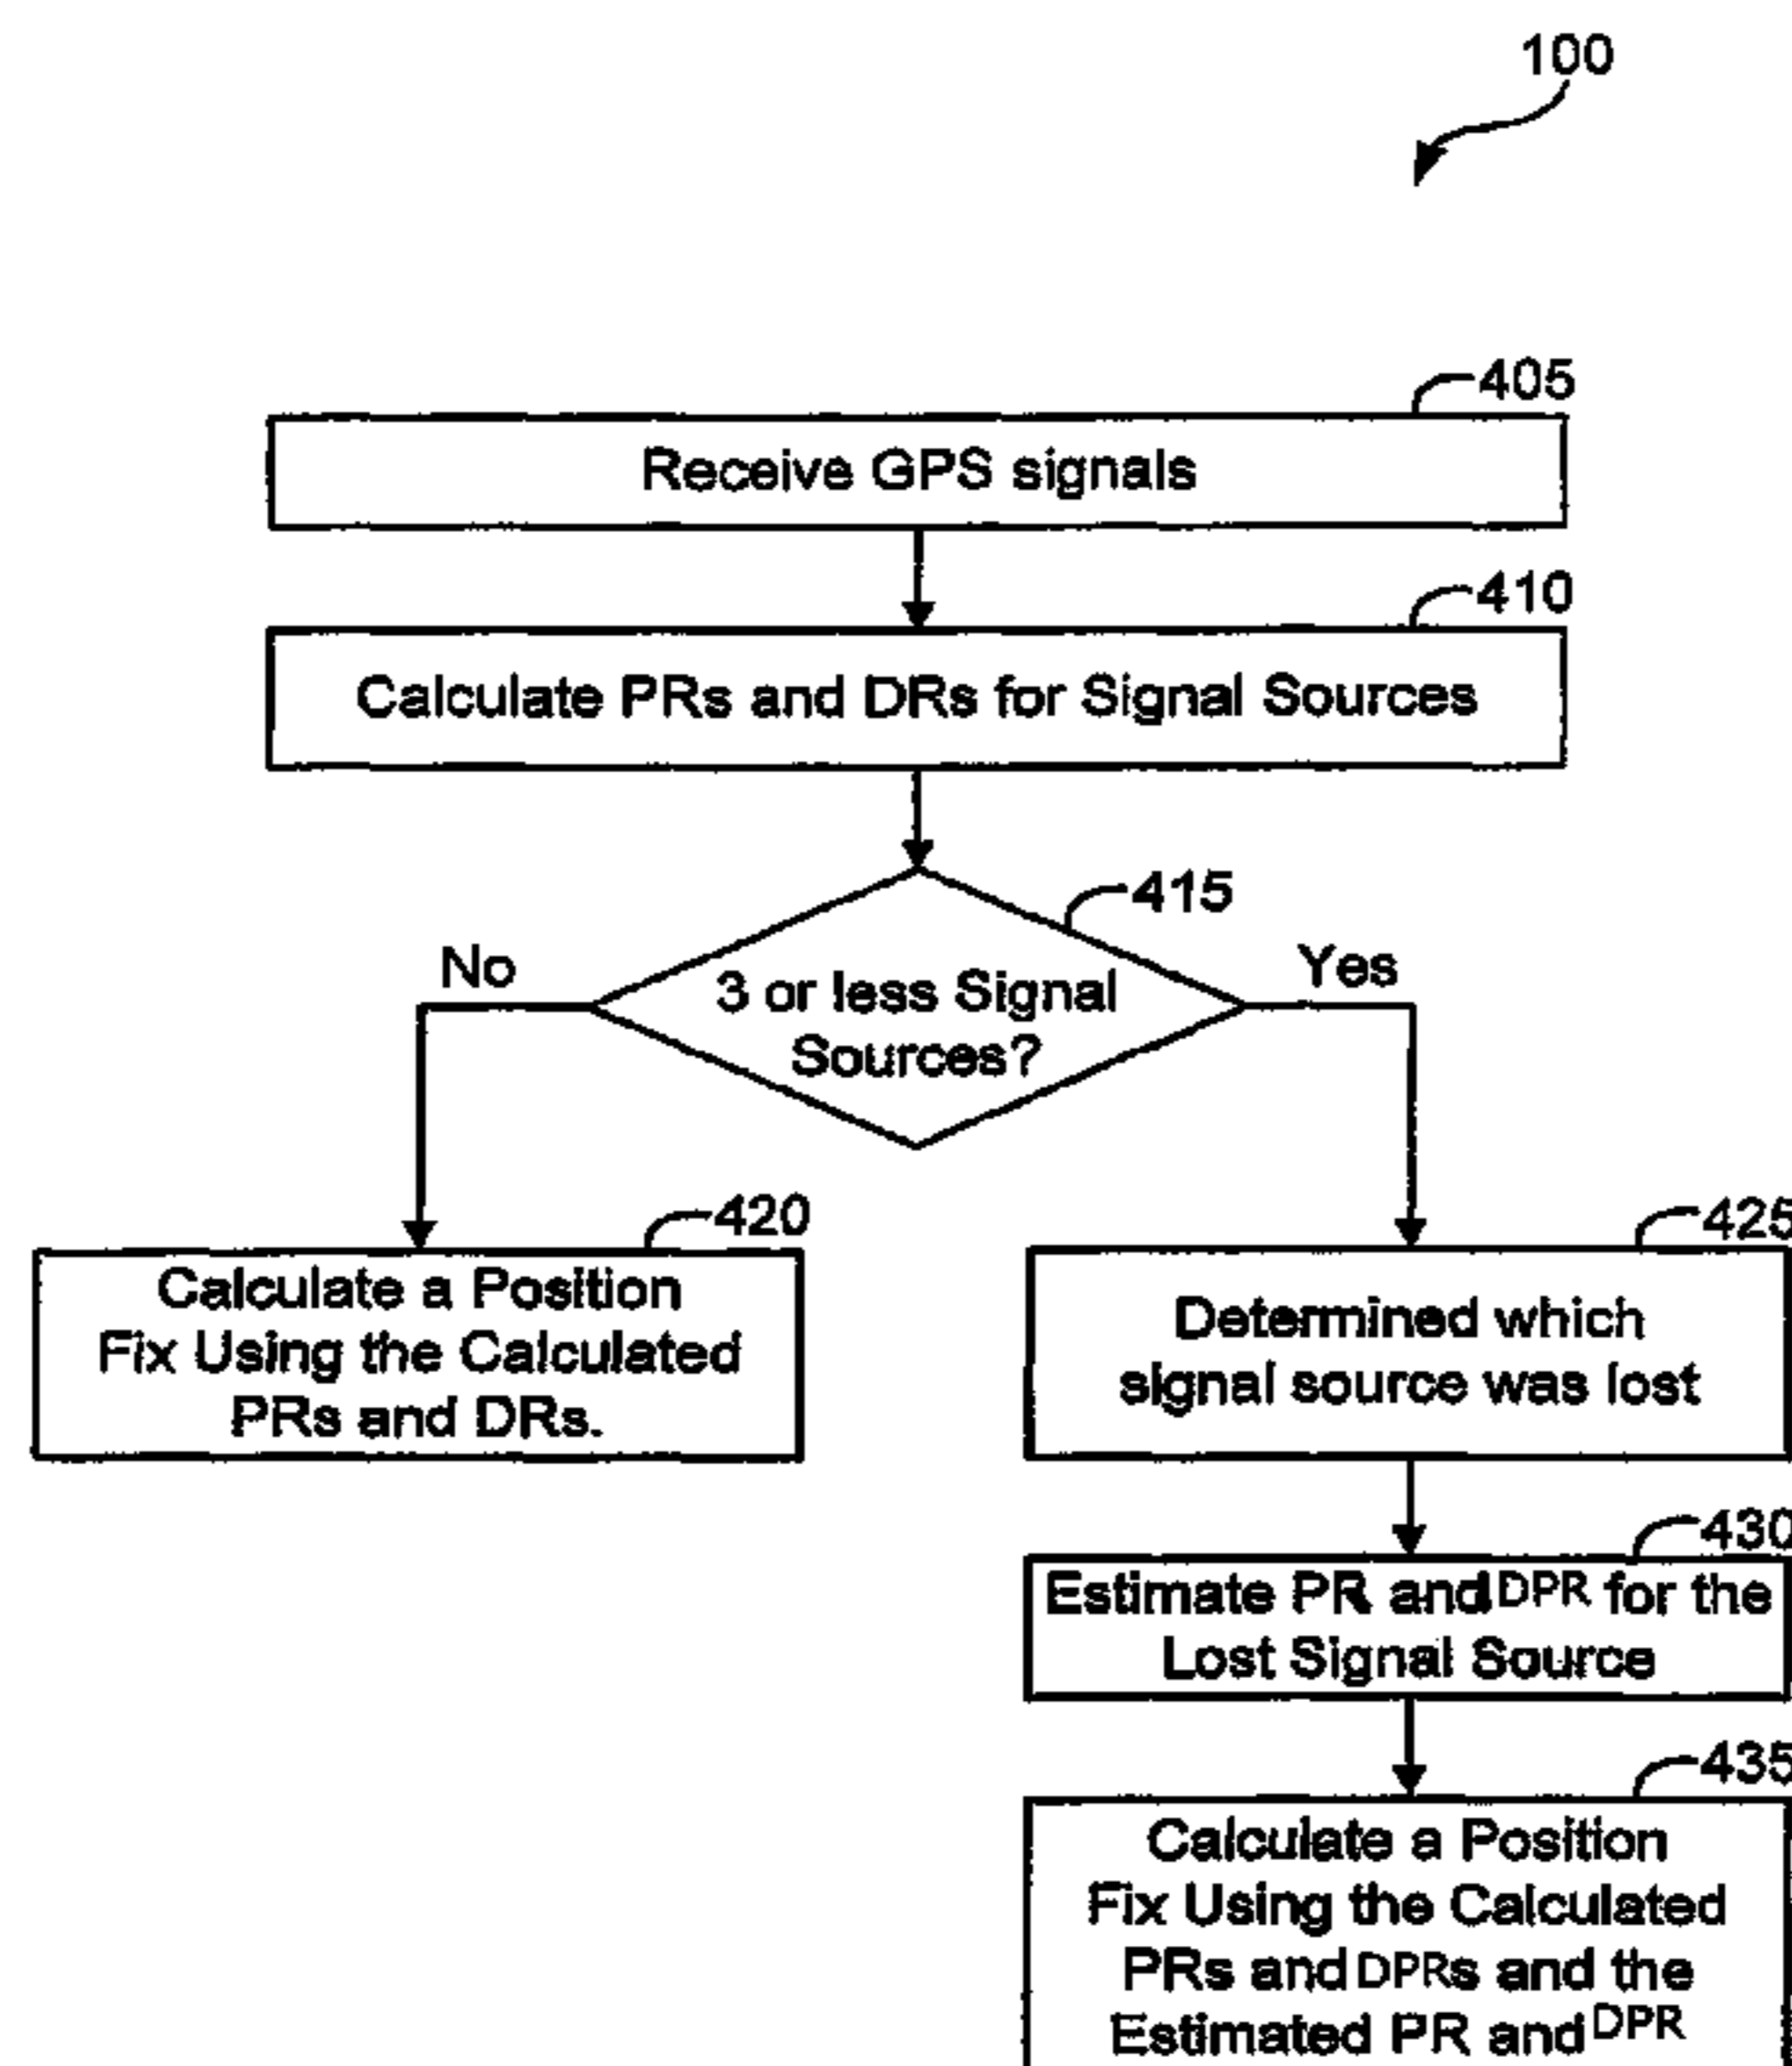 100
405
Receive GPS signals
410
Calculate PRs and DRs for Signal Sources
415
No
Yes
3 or less Signal
Sources?
420
425
Calculate a Position
Fix Using the Calculated
PRs and DRs.
Determined which
signal source was lost
430
Estimate PR and DPR for the
Lost Signal Source
435
Calculate a Position
Fix Using the Calculated
PRs and DPRs and the
Estimated PR and DPR